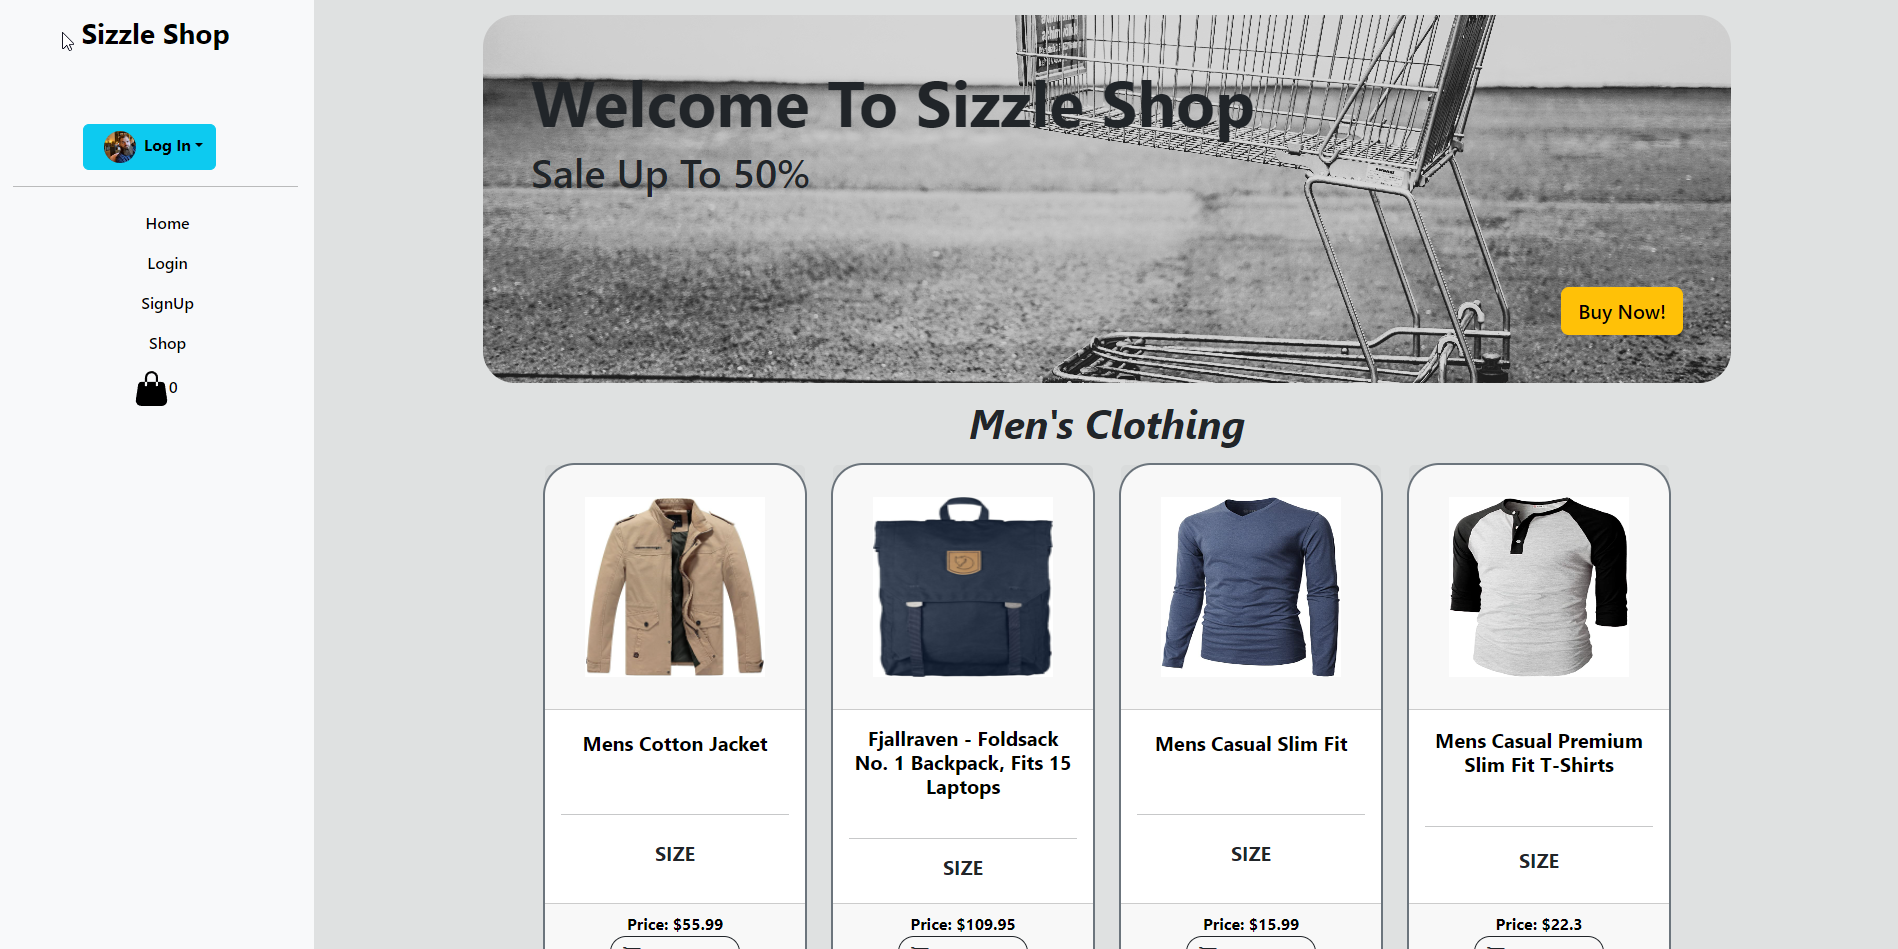 Sizzle Shop
Log In
Home
Login
SignUp
Shop
0
Welcome To Sizzle Shop
Sale Up To 50%
Buy Now!
Men's Clothing
Mens Cotton Jacket
SIZE
Price: $55.99
Fjallraven - Foldsack
No. 1 Backpack, Fits 15
Laptops
SIZE
Price: $109.95
Mens Casual Slim Fit
SIZE
Price: $15.99
Mens Casual Premium
Slim Fit T-Shirts
SIZE
Price: $22.3